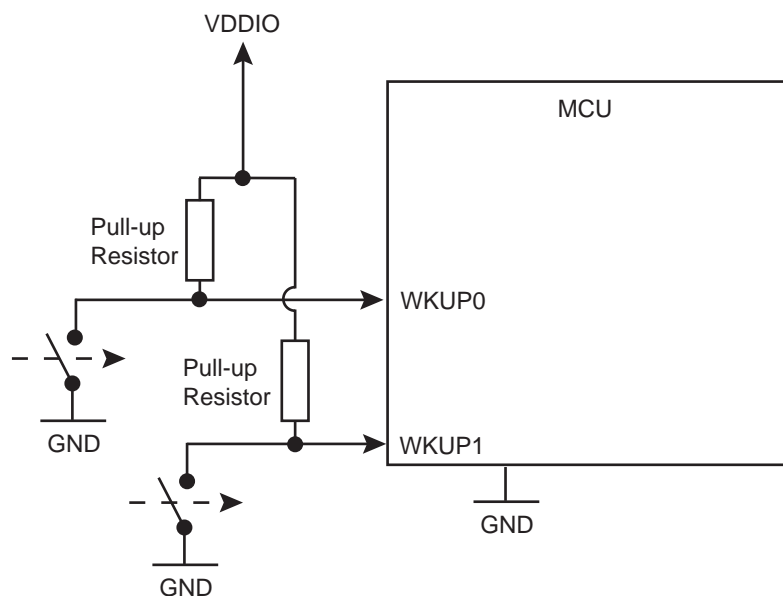 VDDIO
MCU
Pull-up
Resistor
WKUP0
Pull-up
Resistor
GND
WKUP1
GND
GND